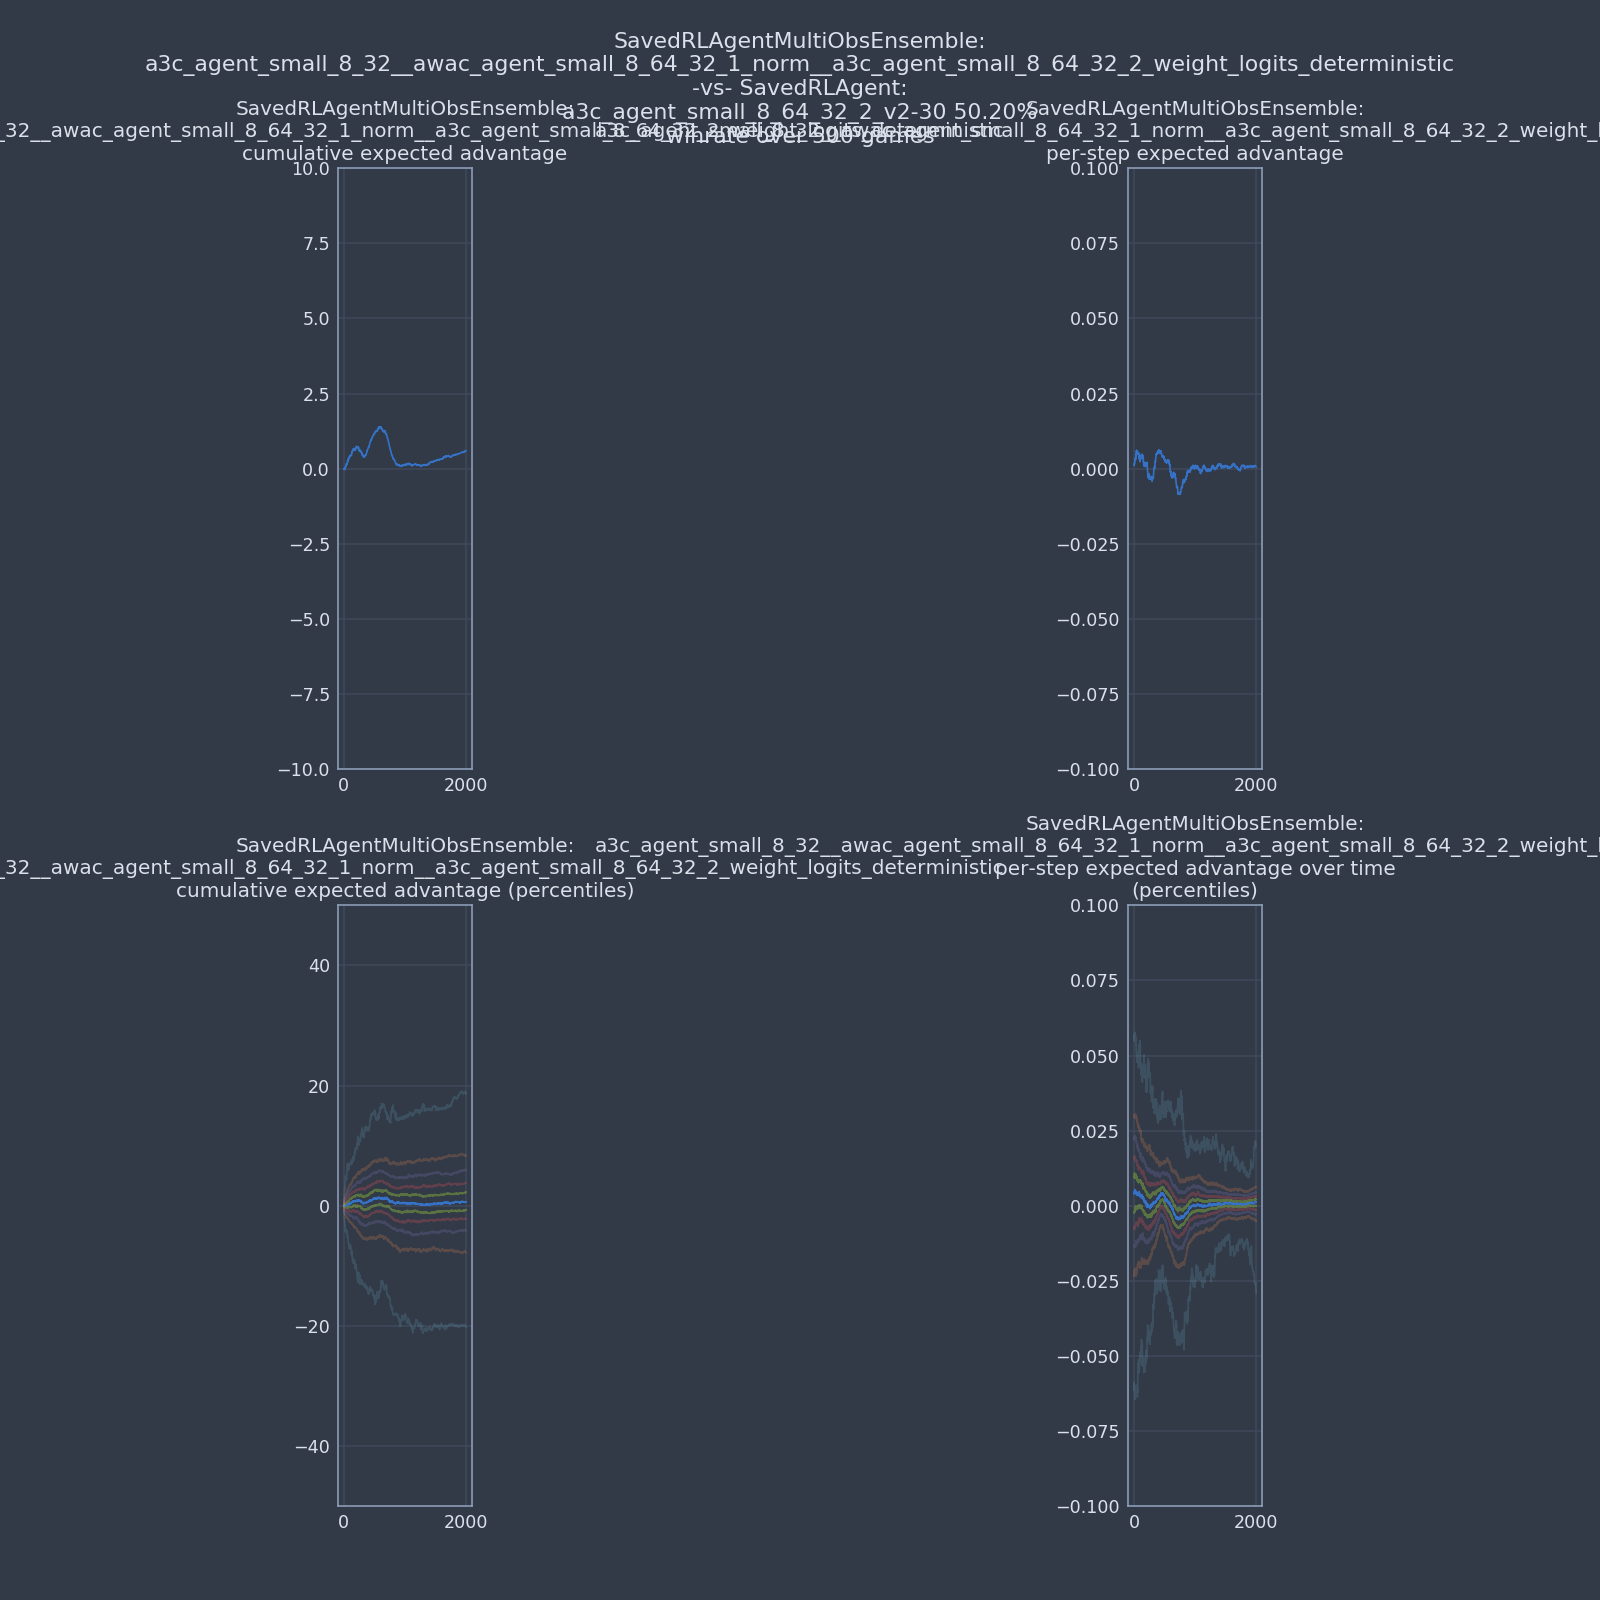 SavedRLAgentMultiObsEnsemble:
a3c_agent_small_8_32__awac_agent_small_8_64_32_1_norm__a3c_agent_small_8_64_32_2_weight_logits_deterministic
-vs- SavedRLAgent:
a3c_agent_small_8_64_32_2_v2-30 50.20%
winrate over 500 games
SavedRLAgentMultiObsEnsemble:
_32__awac_agent_small_8_64_32_1_norm__a3c_agent_small_8_64_32_2_weight_logits_deterministic
cumulative expected advantage
10.0
7.5
5.0
2.5
0.0
−2.5
−5.0
−7.5
−10.0
0 2000
SavedRLAgentMultiObsEnsemble:
a3c_agent_small_8_32__awac_agent_small_8_64_32_1_norm__a3c_agent_small_8_64_32_2_weight_l
per-step expected advantage
0.100
0.075
0.050
0.025
0.000
−0.025
−0.050
−0.075
−0.100
0 2000
SavedRLAgentMultiObsEnsemble:
_32__awac_agent_small_8_64_32_1_norm__a3c_agent_small_8_64_32_2_weight_logits_deterministic
cumulative expected advantage (percentiles)
40
20
0
−20
−40
0 2000
SavedRLAgentMultiObsEnsemble:
a3c_agent_small_8_32__awac_agent_small_8_64_32_1_norm__a3c_agent_small_8_64_32_2_weight_l
per-step expected advantage over time
(percentiles)
0.100
0.075
0.050
0.025
0.000
−0.025
−0.050
−0.075
−0.100
0 2000